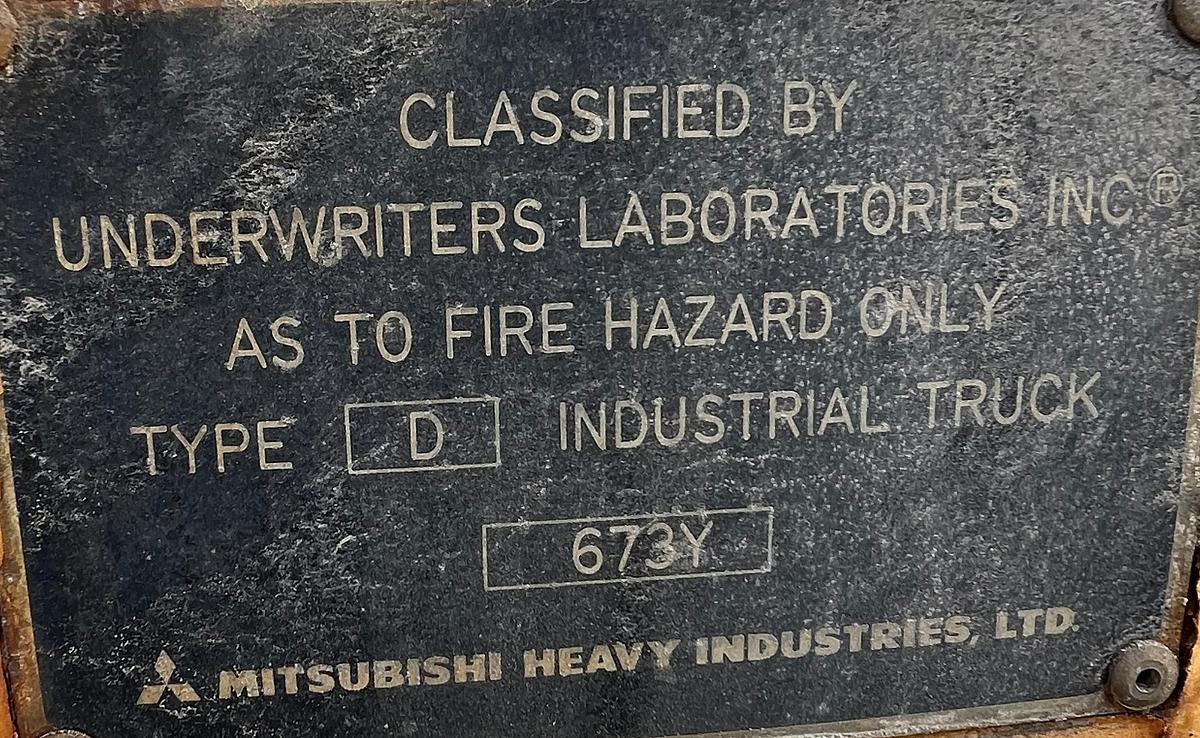 CLASSIFIED BY
UNDERWRITERS LABORATORIES INC®
AS TO FIRE HAZARD ONLY
TYPE D INDUSTRIAL TRUCK
673Y
MITSUBISHI HEAVY INDUSTRIES, LTD.